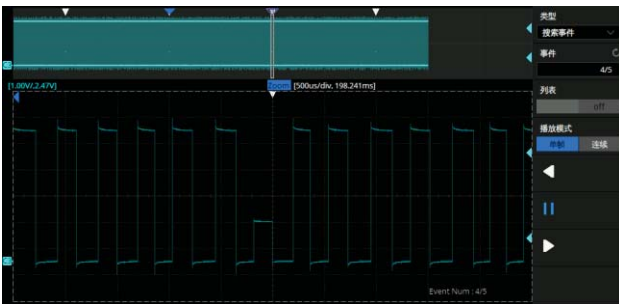 类型
搜索事件
事件
4/5
[1.00V/,2.47V]
Zoom [500us/div, 198.241ms]
列表
off
播放模式
单帧 连续
Event Num : 4/5